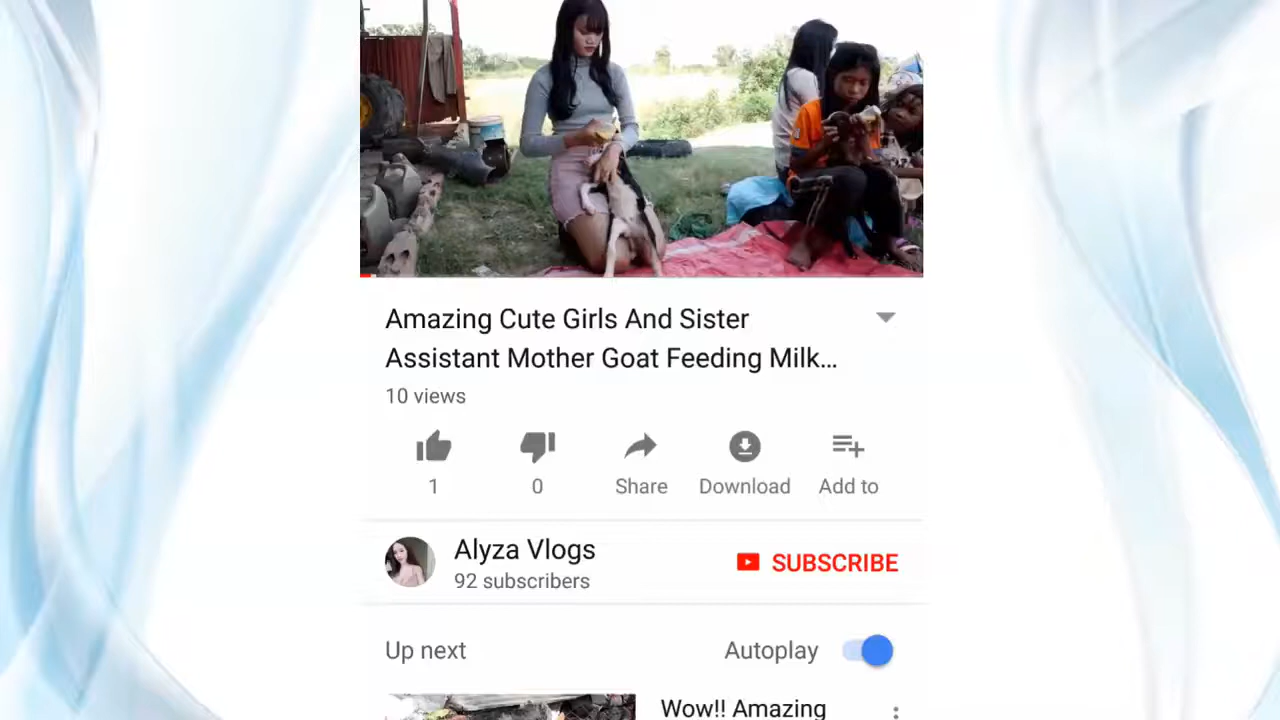 Amazing Cute Girls And Sister
Assistant Mother Goat Feeding Milk...
10 views
1
0
Share
Download
Add to
Alyza Vlogs
92 subscribers
SUBSCRIBE
Up next
Autoplay
Wow!! Amazing